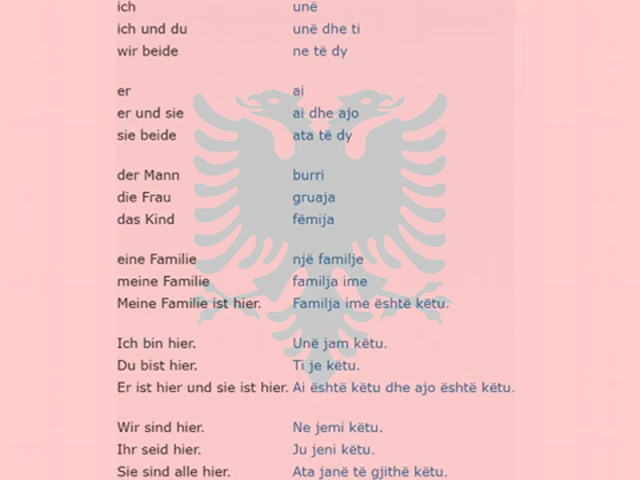 ich unë
ich und du unë dhe ti
wir beide ne të dy
er ai
er und sie ai dhe ajo
sie beide ata të dy
der Mann burri
die Frau gruaja
das Kind fëmija
eine Familie një familje
meine Familie familja ime
Meine Familie ist hier. Familja ime është këtu.
Ich bin hier. Unë jam këtu.
Du bist hier. Ti je këtu.
Er ist hier und sie ist hier. Ai është këtu dhe ajo është këtu.
Wir sind hier. Ne jemi këtu.
Ihr seid hier. Ju jeni këtu.
Sie sind alle hier. Ata janë të gjithë këtu.